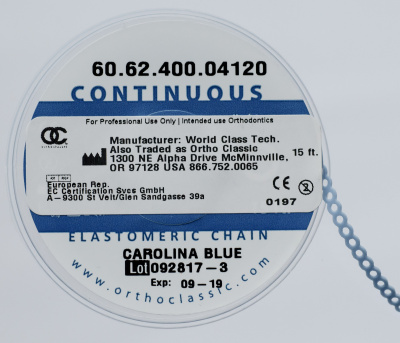 60.62.400.04120
CONTINUOUS
For Professional Use Only | Intended use Orthodontics
OC
Manufacturer: World Class Tech.
Also Traded as Ortho Classic
1300 NE Alpha Drive McMinnville,
OR 97128 USA 866.752.0065
15 ft.
European Rep.
EC Certification Svcs GmbH
A-9300 St Veit/Glen Sandgasse 39a
CE
0197
ELASTOMERIC CHAIN
CAROLINA BLUE
Lot 092817-3
Exp: 09-19
www.orthoclassic.com